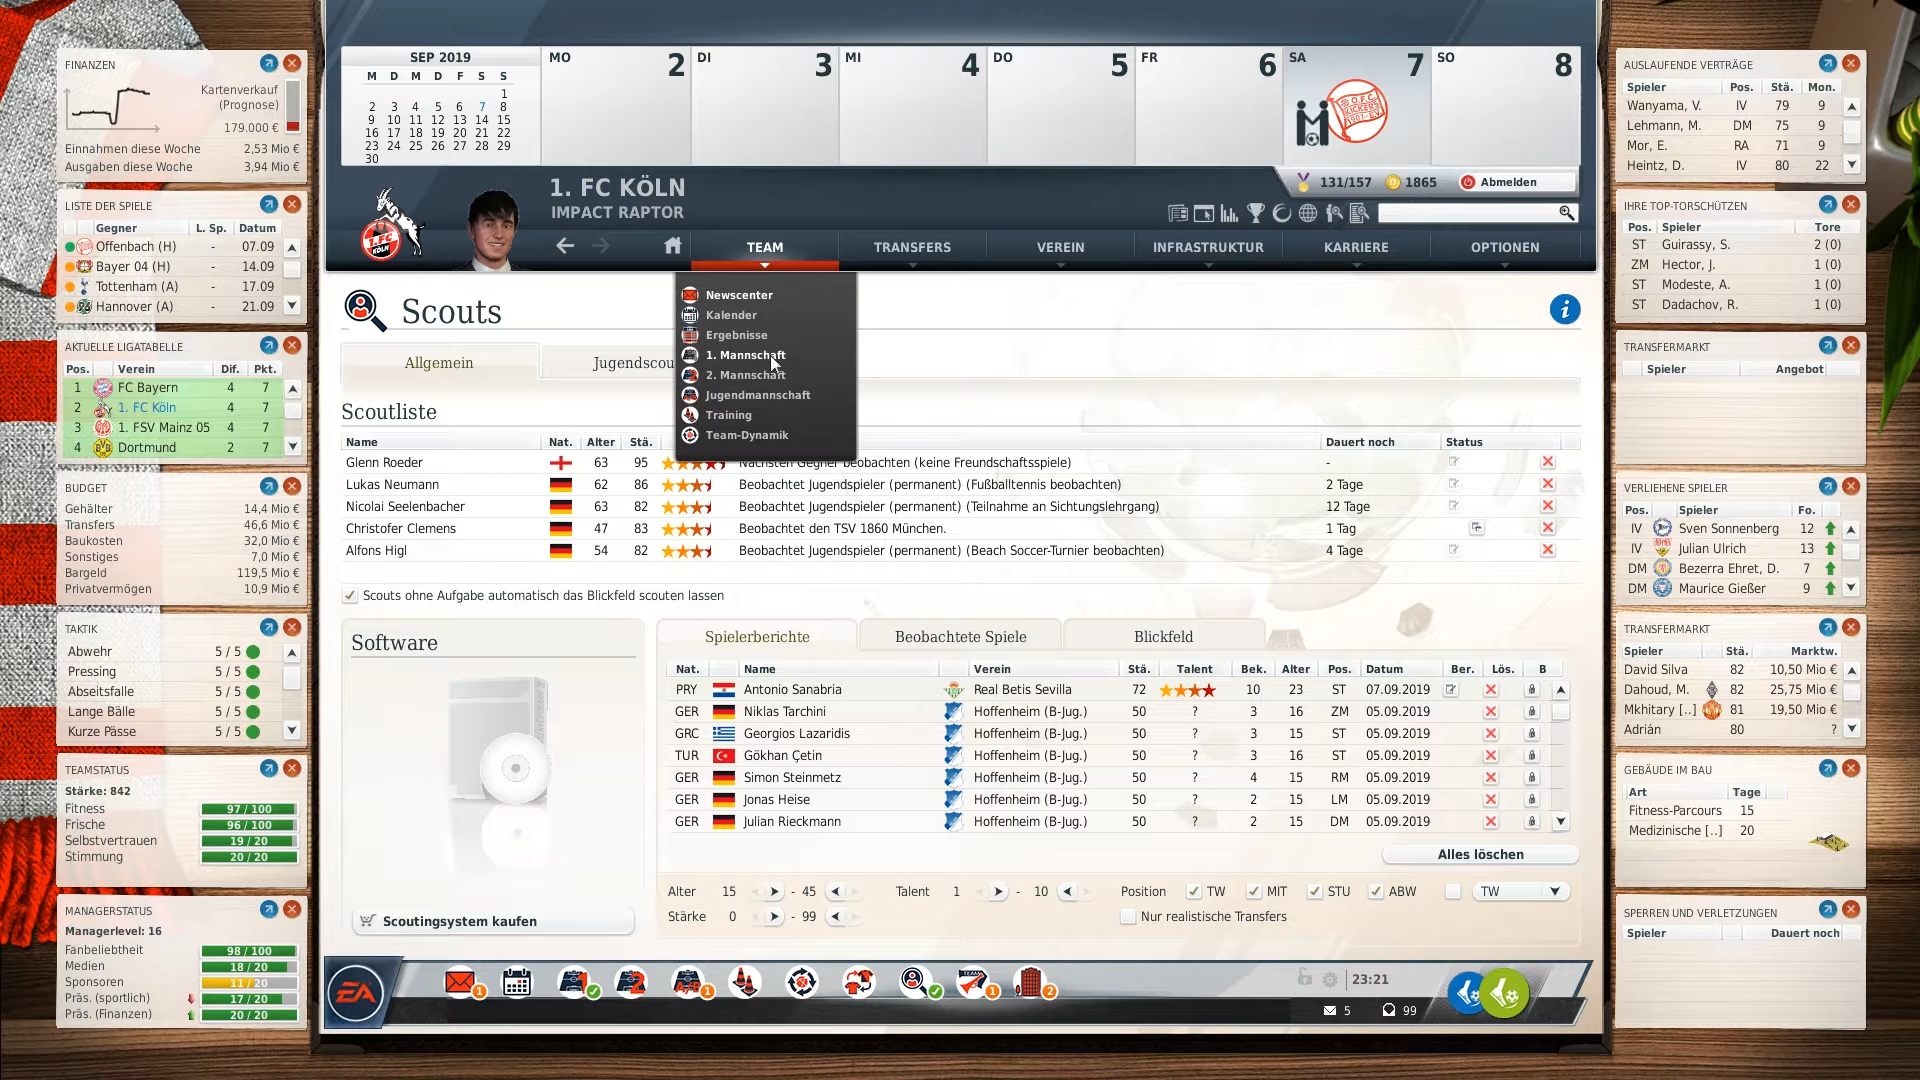 FINANZEN
Kartenverkauf
(Prognose)
179.000 €
Einnahmen diese Woche 2,53 Mio €
Ausgaben diese Woche 3,94 Mio €
LISTE DER SPIELE
Gegner L. Sp. Datum
Offenbach (H) - 07.09
Bayer 04 (H) - 14.09
Tottenham (A) - 17.09
Hannover (A) - 21.09
AKTUELLE LIGATABELLE
Pos. Verein Dif. Pkt.
1 FC Bayern 4 7
2 1. FC Köln 4 7
3 1. FSV Mainz 05 4 7
4 Dortmund 2 7
BUDGET
Gehälter 14,4 Mio €
Transfers 46,6 Mio €
Baukosten 32,0 Mio €
Sonstiges 7,0 Mio €
Bargeld 119,5 Mio €
Privatvermögen 10,9 Mio €
TAKTIK
Abwehr 5 / 5
Pressing 5 / 5
Abseitsfalle 5 / 5
Lange Bälle 5 / 5
Kurze Pässe 5 / 5
TEAMSTATUS
Stärke: 842
Fitness 97 / 100
Frische 96 / 100
Selbstvertrauen 19 / 20
Stimmung 20 / 20
MANAGERSTATUS
Managerlevel: 16
Fanbeliebtheit 98 / 100
Medien 18 / 20
Sponsoren 11 / 20
Präs. (sportlich) 17 / 20
Präs. (Finanzen) 20 / 20
SEP 2019
M D M D F S S
1
2 3 4 5 6 7 8
9 10 11 12 13 14 15
16 17 18 19 20 21 22
23 24 25 26 27 28 29
30
MO 2 DI 3 MI 4 DO 5 FR 6 SA 7 SO 8
1. FC KÖLN
IMPACT RAPTOR
131/157 1865 Abmelden
TEAM TRANSFERS VEREIN INFRASTRUKTUR KARRIERE OPTIONEN
Newscenter
Kalender
Ergebnisse
1. Mannschaft
2. Mannschaft
Jugendmannschaft
Training
Team-Dynamik
Scouts
Allgemein Jugendscou
Scoutliste
Name Nat. Alter Stä. Dauert noch Status
Glenn Roeder 63 95 Nächsten Gegner beobachten (keine Freundschaftsspiele) -
Lukas Neumann 62 86 Beobachtet Jugendspieler (permanent) (Fußballtennis beobachten) 2 Tage
Nicolai Seelenbacher 63 82 Beobachtet Jugendspieler (permanent) (Teilnahme an Sichtungslehrgang) 12 Tage
Christofer Clemens 47 83 Beobachtet den TSV 1860 München. 1 Tag
Alfons Higl 54 82 Beobachtet Jugendspieler (permanent) (Beach Soccer-Turnier beobachten) 4 Tage
Scouts ohne Aufgabe automatisch das Blickfeld scouten lassen
Software
Scoutingsystem kaufen
Spielerberichte Beobachtete Spiele Blickfeld
Nat. Name Verein Stä. Talent Bek. Alter Pos. Datum Ber. Lös. B
PRY Antonio Sanabria Real Betis Sevilla 72 10 23 ST 07.09.2019
GER Niklas Tarchini Hoffenheim (B-Jug.) 50 ? 3 16 ZM 05.09.2019
GRC Georgios Lazaridis Hoffenheim (B-Jug.) 50 ? 3 15 ST 05.09.2019
TUR Gökhan Çetin Hoffenheim (B-Jug.) 50 ? 3 16 ST 05.09.2019
GER Simon Steinmetz Hoffenheim (B-Jug.) 50 ? 4 15 RM 05.09.2019
GER Jonas Heise Hoffenheim (B-Jug.) 50 ? 2 15 LM 05.09.2019
GER Julian Rieckmann Hoffenheim (B-Jug.) 50 ? 2 15 DM 05.09.2019
Alles löschen
Alter 15 - 45 Talent 1 - 10 Position TW MIT STU ABW TW
Stärke 0 - 99 Nur realistische Transfers
EA 1 1 2 A/B 1 1 2 23:21
5 99
AUSLAUFENDE VERTRÄGE
Spieler Pos. Stä. Mon.
Wanyama, V. IV 79 9
Lehmann, M. DM 75 9
Mor, E. RA 71 9
Heintz, D. IV 80 22
IHRE TOP-TORSCHÜTZEN
Pos. Spieler Tore
ST Guirassy, S. 2 (0)
ZM Hector, J. 1 (0)
ST Modeste, A. 1 (0)
ST Dadachov, R. 1 (0)
TRANSFERMARKT
Spieler Angebot
VERLIEHENE SPIELER
Pos. Spieler Fo.
IV Sven Sonnenberg 12
IV Julian Ulrich 13
DM Bezerra Ehret, D. 7
DM Maurice Gießer 9
TRANSFERMARKT
Spieler Stä. Marktw.
David Silva 82 10,50 Mio €
Dahoud, M. 82 25,75 Mio €
Mkhitary [..] 81 19,50 Mio €
Adrián 80 ?
GEBÄUDE IM BAU
Art Tage
Fitness-Parcours 15
Medizinische [..] 20
SPERREN UND VERLETZUNGEN
Spieler Dauert noch